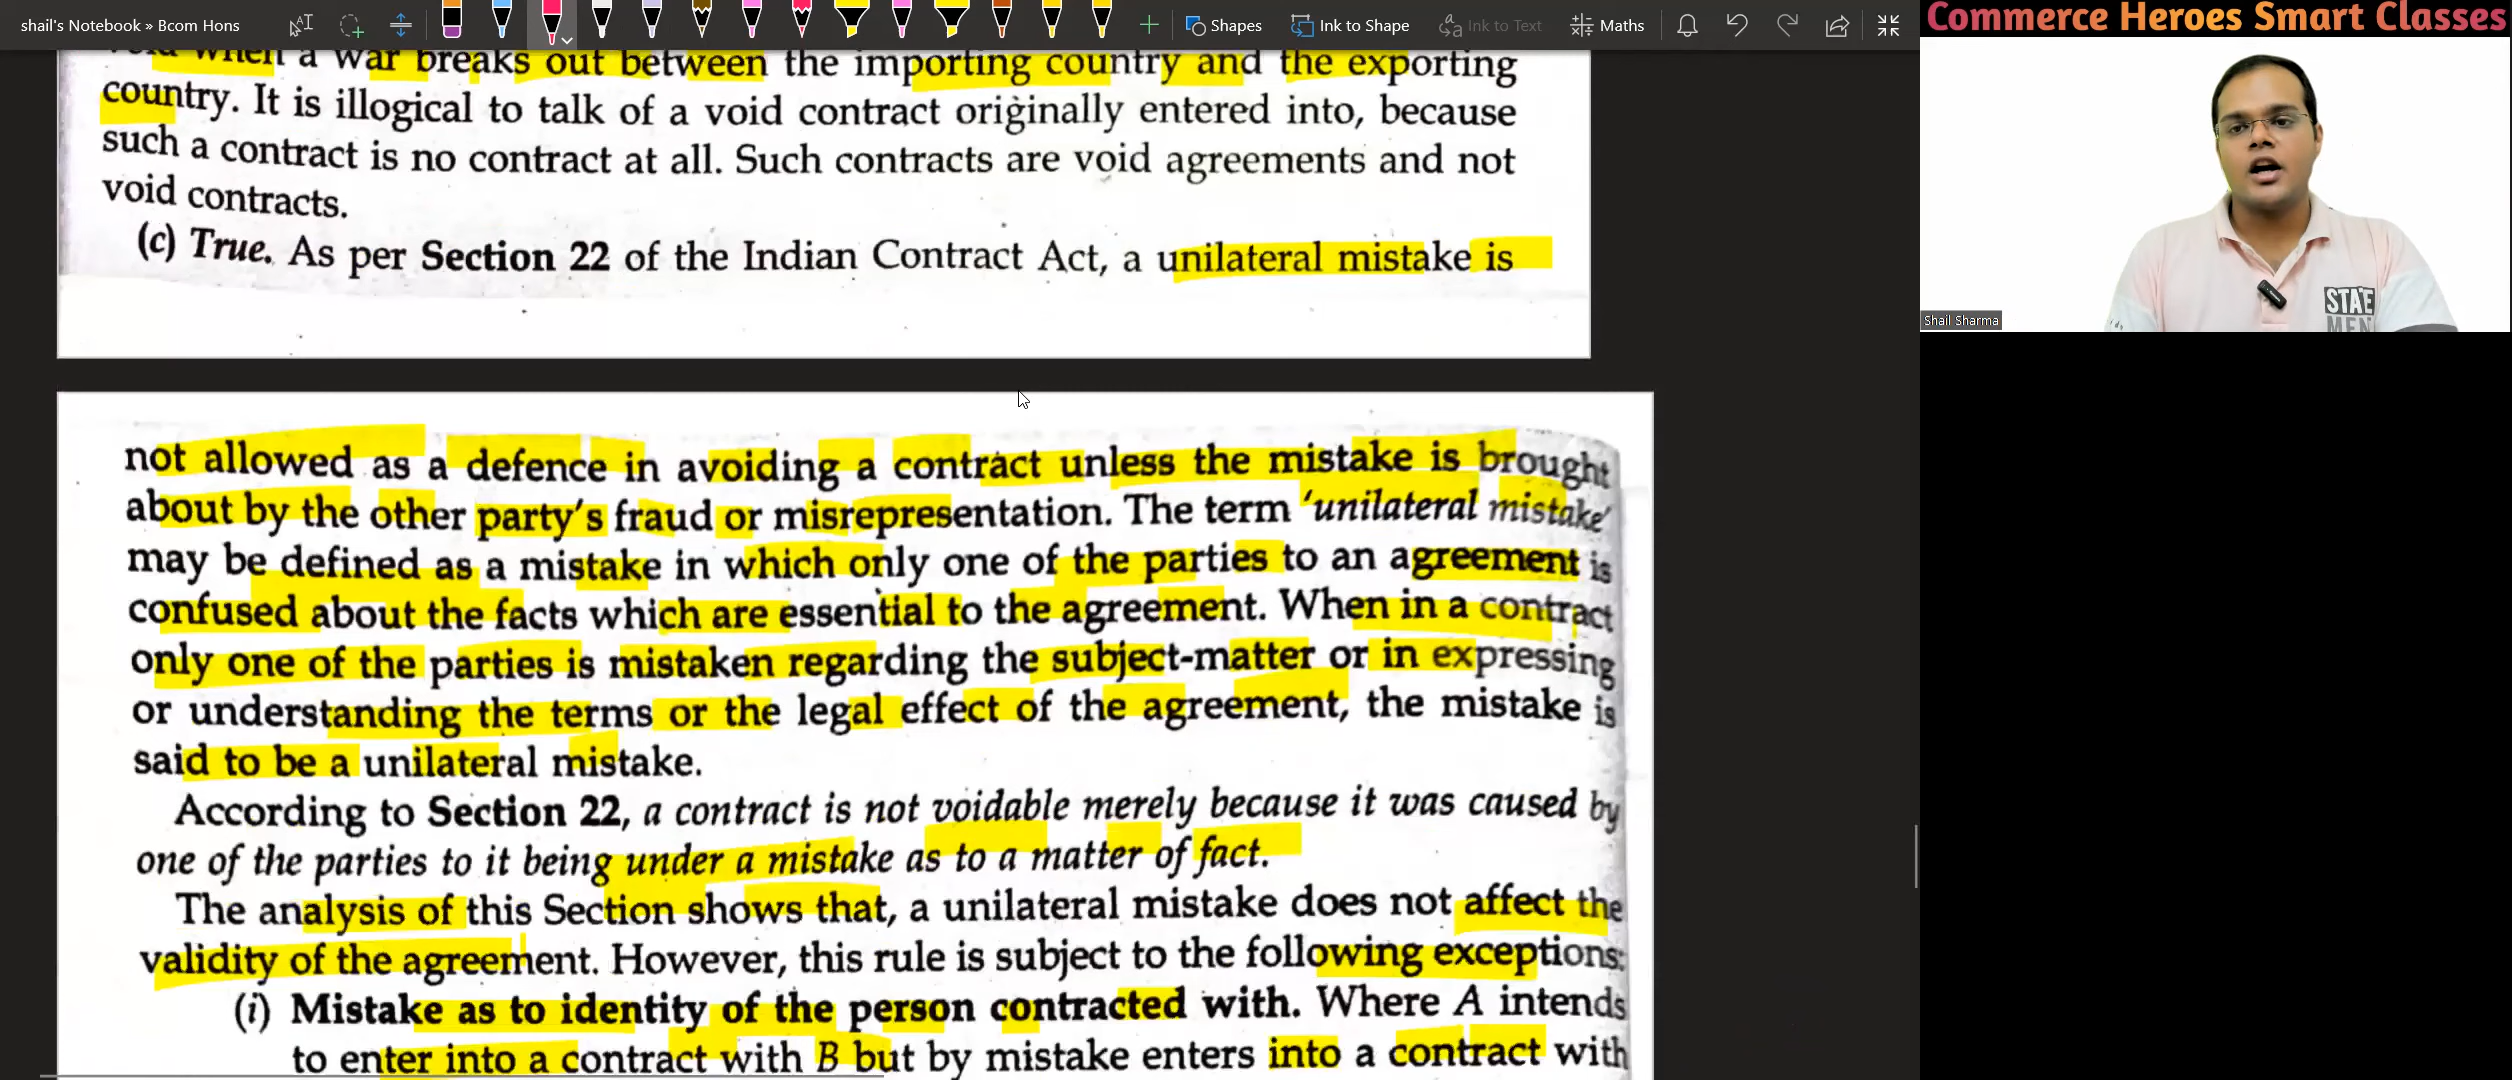 shail's Notebook » Bcom Hons
Shapes
Ink to Shape
Ink to Text
Maths
Commerce Heroes Smart Classes
when a war breaks out between the importing country and the exporting
country. It is illogical to talk of a void contract originally entered into, because
such a contract is no contract at all. Such contracts are void agreements and not
void contracts.
(c) True. As per Section 22 of the Indian Contract Act, a unilateral mistake is
STAE
MEN
Shail Sharma
not allowed as a defence in avoiding a contract unless the mistake is brought
about by the other party's fraud or misrepresentation. The term 'unilateral mistake'
may be defined as a mistake in which only one of the parties to an agreement is
confused about the facts which are essential to the agreement. When in a contract
only one of the parties is mistaken regarding the subject-matter or in expressing
or understanding the terms or the legal effect of the agreement, the mistake is
said to be a unilateral mistake.
According to Section 22, a contract is not voidable merely because it was caused by
one of the parties to it being under a mistake as to a matter of fact.
The analysis of this Section shows that, a unilateral mistake does not affect the
validity of the agreement. However, this rule is subject to the following exceptions:
(i) Mistake as to identity of the person contracted with. Where A intends
to enter into a contract with B but by mistake enters into a contract with